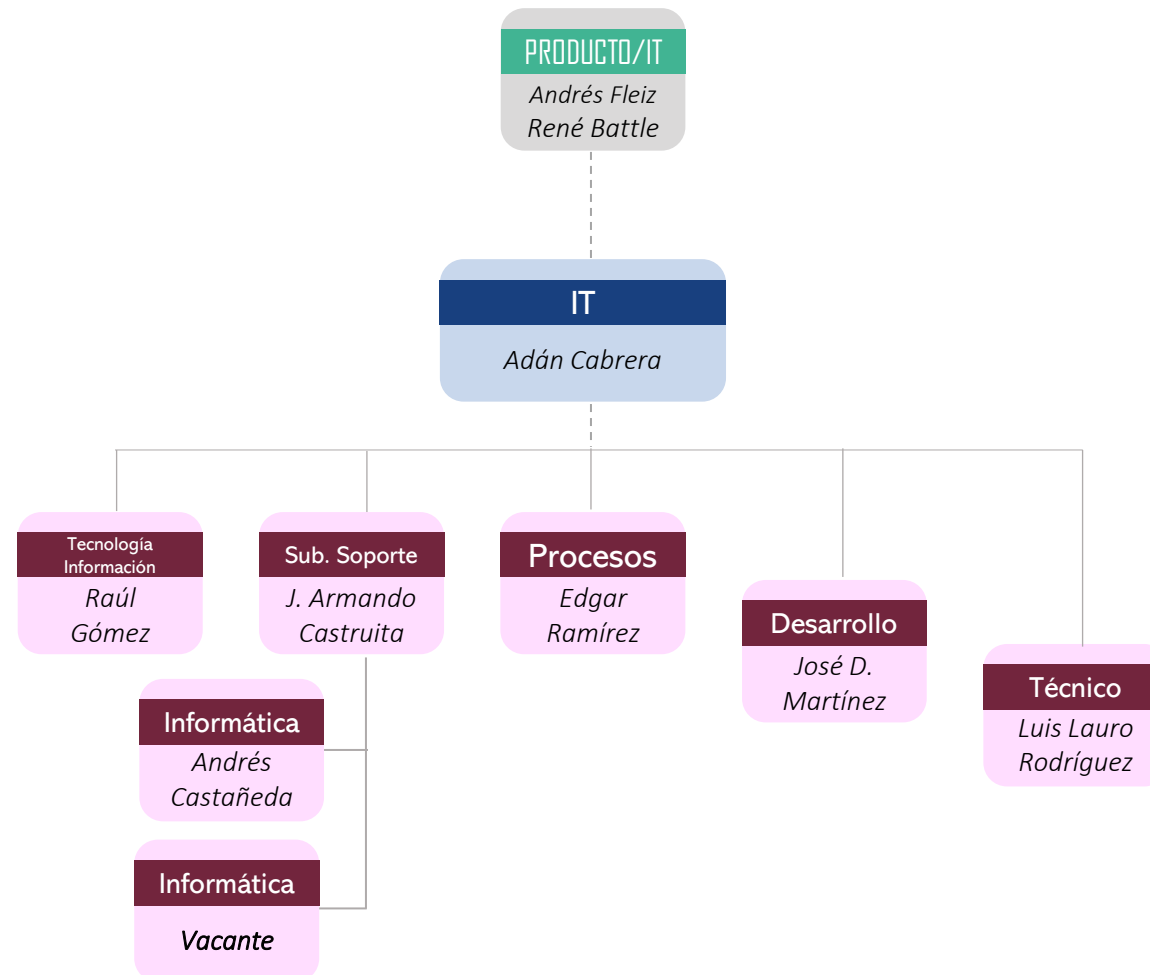 PRODUCTO/IT
Andrés Fleiz
René Battle
IT
Adán Cabrera
Tecnología
Información
Raúl
Gómez
Sub. Soporte
J. Armando
Castruita
Procesos
Edgar
Ramírez
Desarrollo
José D.
Martínez
Técnico
Luis Lauro
Rodríguez
Informática
Andrés
Castañeda
Informática
Vacante